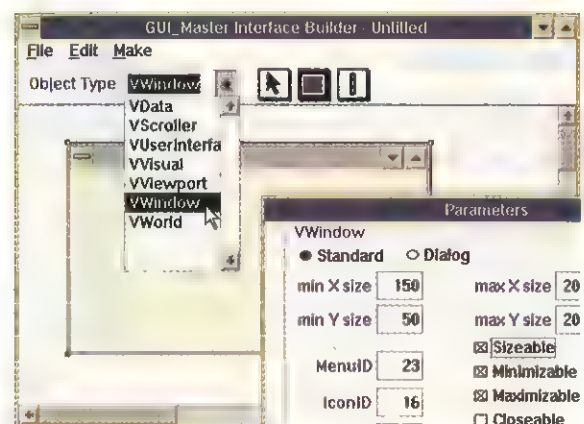 GUI_Master Interface Builder - Untitled
File Edit Make
Object Type VWindow
VData
VScroller
VUserInterfa
VVisual
VViewport
VWindow
VWorld
Parameters
VWindow
Standard Dialog
min X size 150 max X size 20
min Y size 50 max Y size 20
Sizeable
MenuID 23 Minimizable
IconID 16 Maximizable
Closeable